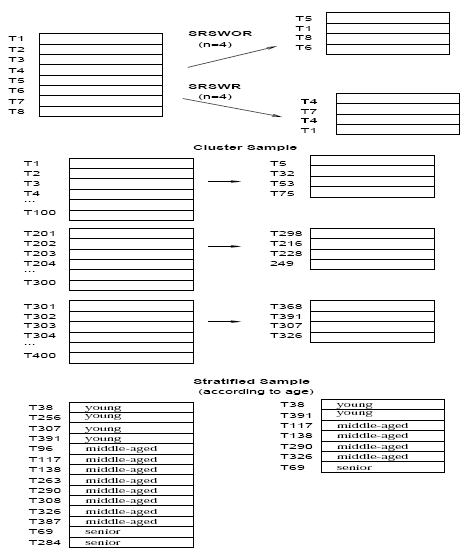 T1
T2
T3
T4
T5
T6
T7
T8
SRSWOR
(n=4)
T5
T1
T8
T6
SRSWR
(n=4)
T4
T7
T4
T1
Cluster Sample
T1
T2
T3
T4
...
T100
T5
T32
T53
T75
T201
T202
T203
T204
...
T300
T298
T216
T228
249
T301
T302
T303
T304
...
T400
T368
T391
T307
T326
Stratified Sample
(according to age)
T38 young
T256 young
T307 young
T391 young
T96 middle-aged
T117 middle-aged
T138 middle-aged
T263 middle-aged
T290 middle-aged
T308 middle-aged
T326 middle-aged
T387 middle-aged
T69 senior
T284 senior
T38 young
T391 young
T117 middle-aged
T138 middle-aged
T290 middle-aged
T326 middle-aged
T69 senior